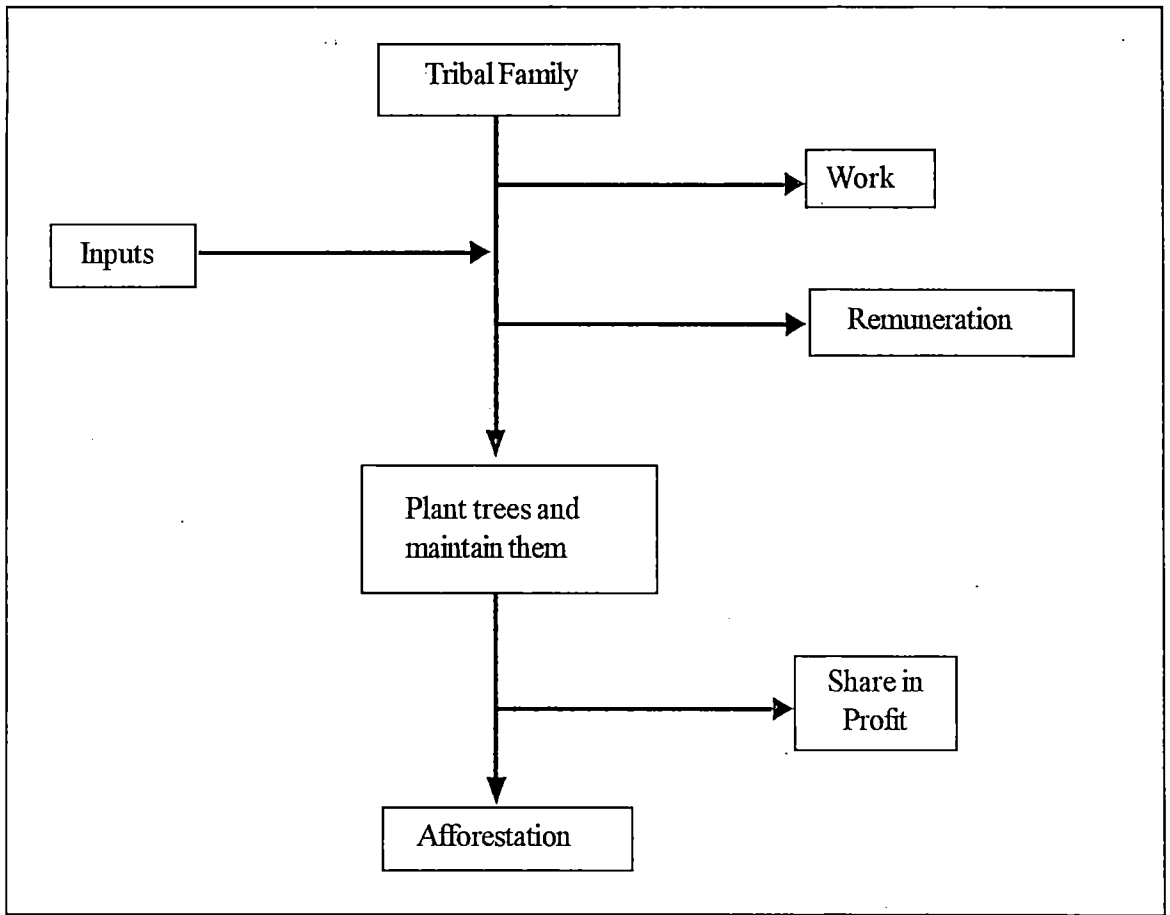 Tribal Family
Work
Inputs
Remuneration
Plant trees and
maintain them
Share in
Profit
Afforestation